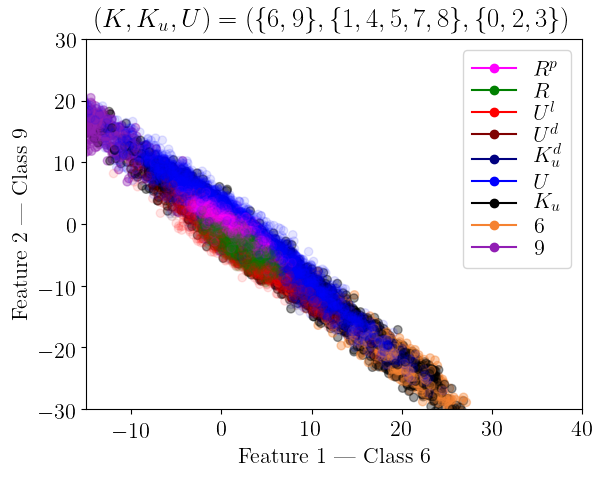 (K, K_u, U) = ({6, 9}, {1, 4, 5, 7, 8}, {0, 2, 3})
30
20
10
0
−10
−20
−30
Feature 2 — Class 9
R^p
R
U^l
U^d
K_u^d
U
K_u
6
9
−10
0
10
20
30
40
Feature 1 — Class 6